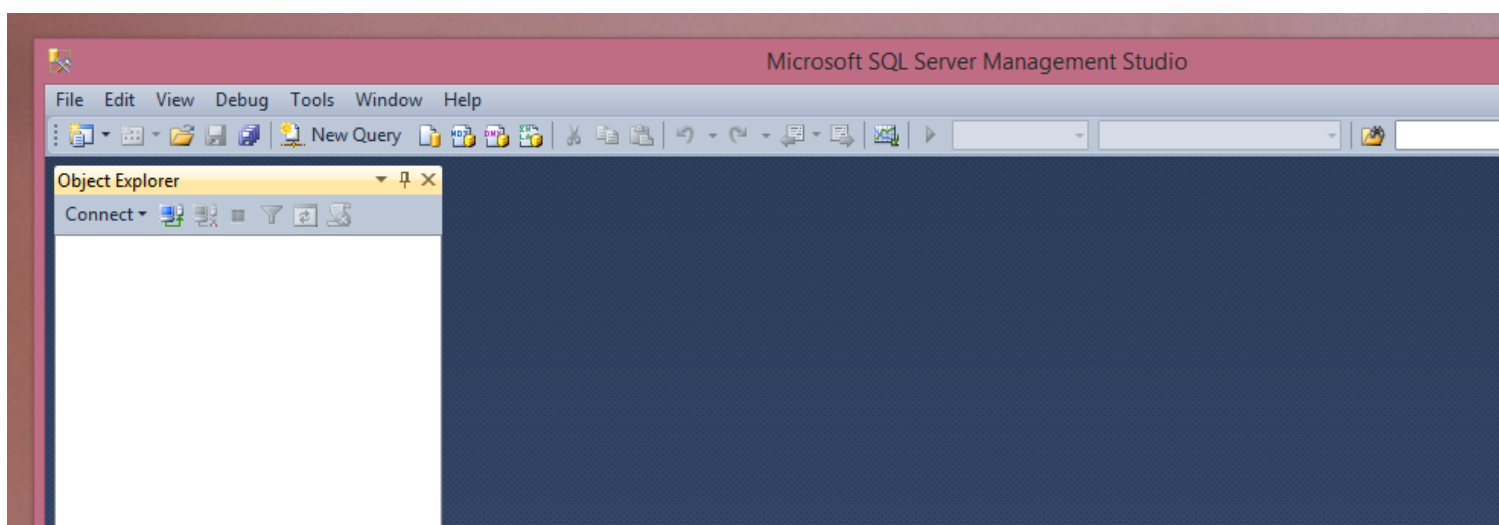 Microsoft SQL Server Management Studio
File Edit View Debug Tools Window Help
New Query
Object Explorer
Connect